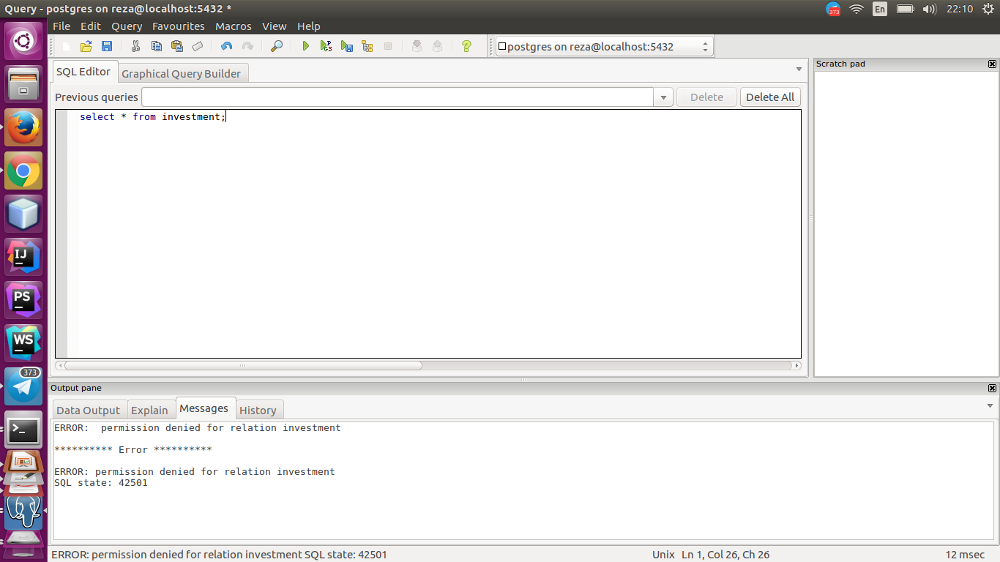 Query - postgres on reza@localhost:5432 *
373
En
22:10
File Edit Query Favourites Macros View Help
postgres on reza@localhost:5432
SQL Editor
Graphical Query Builder
Scratch pad
Previous queries
Delete
Delete All
select * from investment;
IJ
PS
WS
373
>_
Output pane
Data Output
Explain
Messages
History
ERROR:  permission denied for relation investment
********** Error **********
ERROR: permission denied for relation investment
SQL state: 42501
ERROR: permission denied for relation investment SQL state: 42501
Unix
Ln 1, Col 26, Ch 26
12 msec